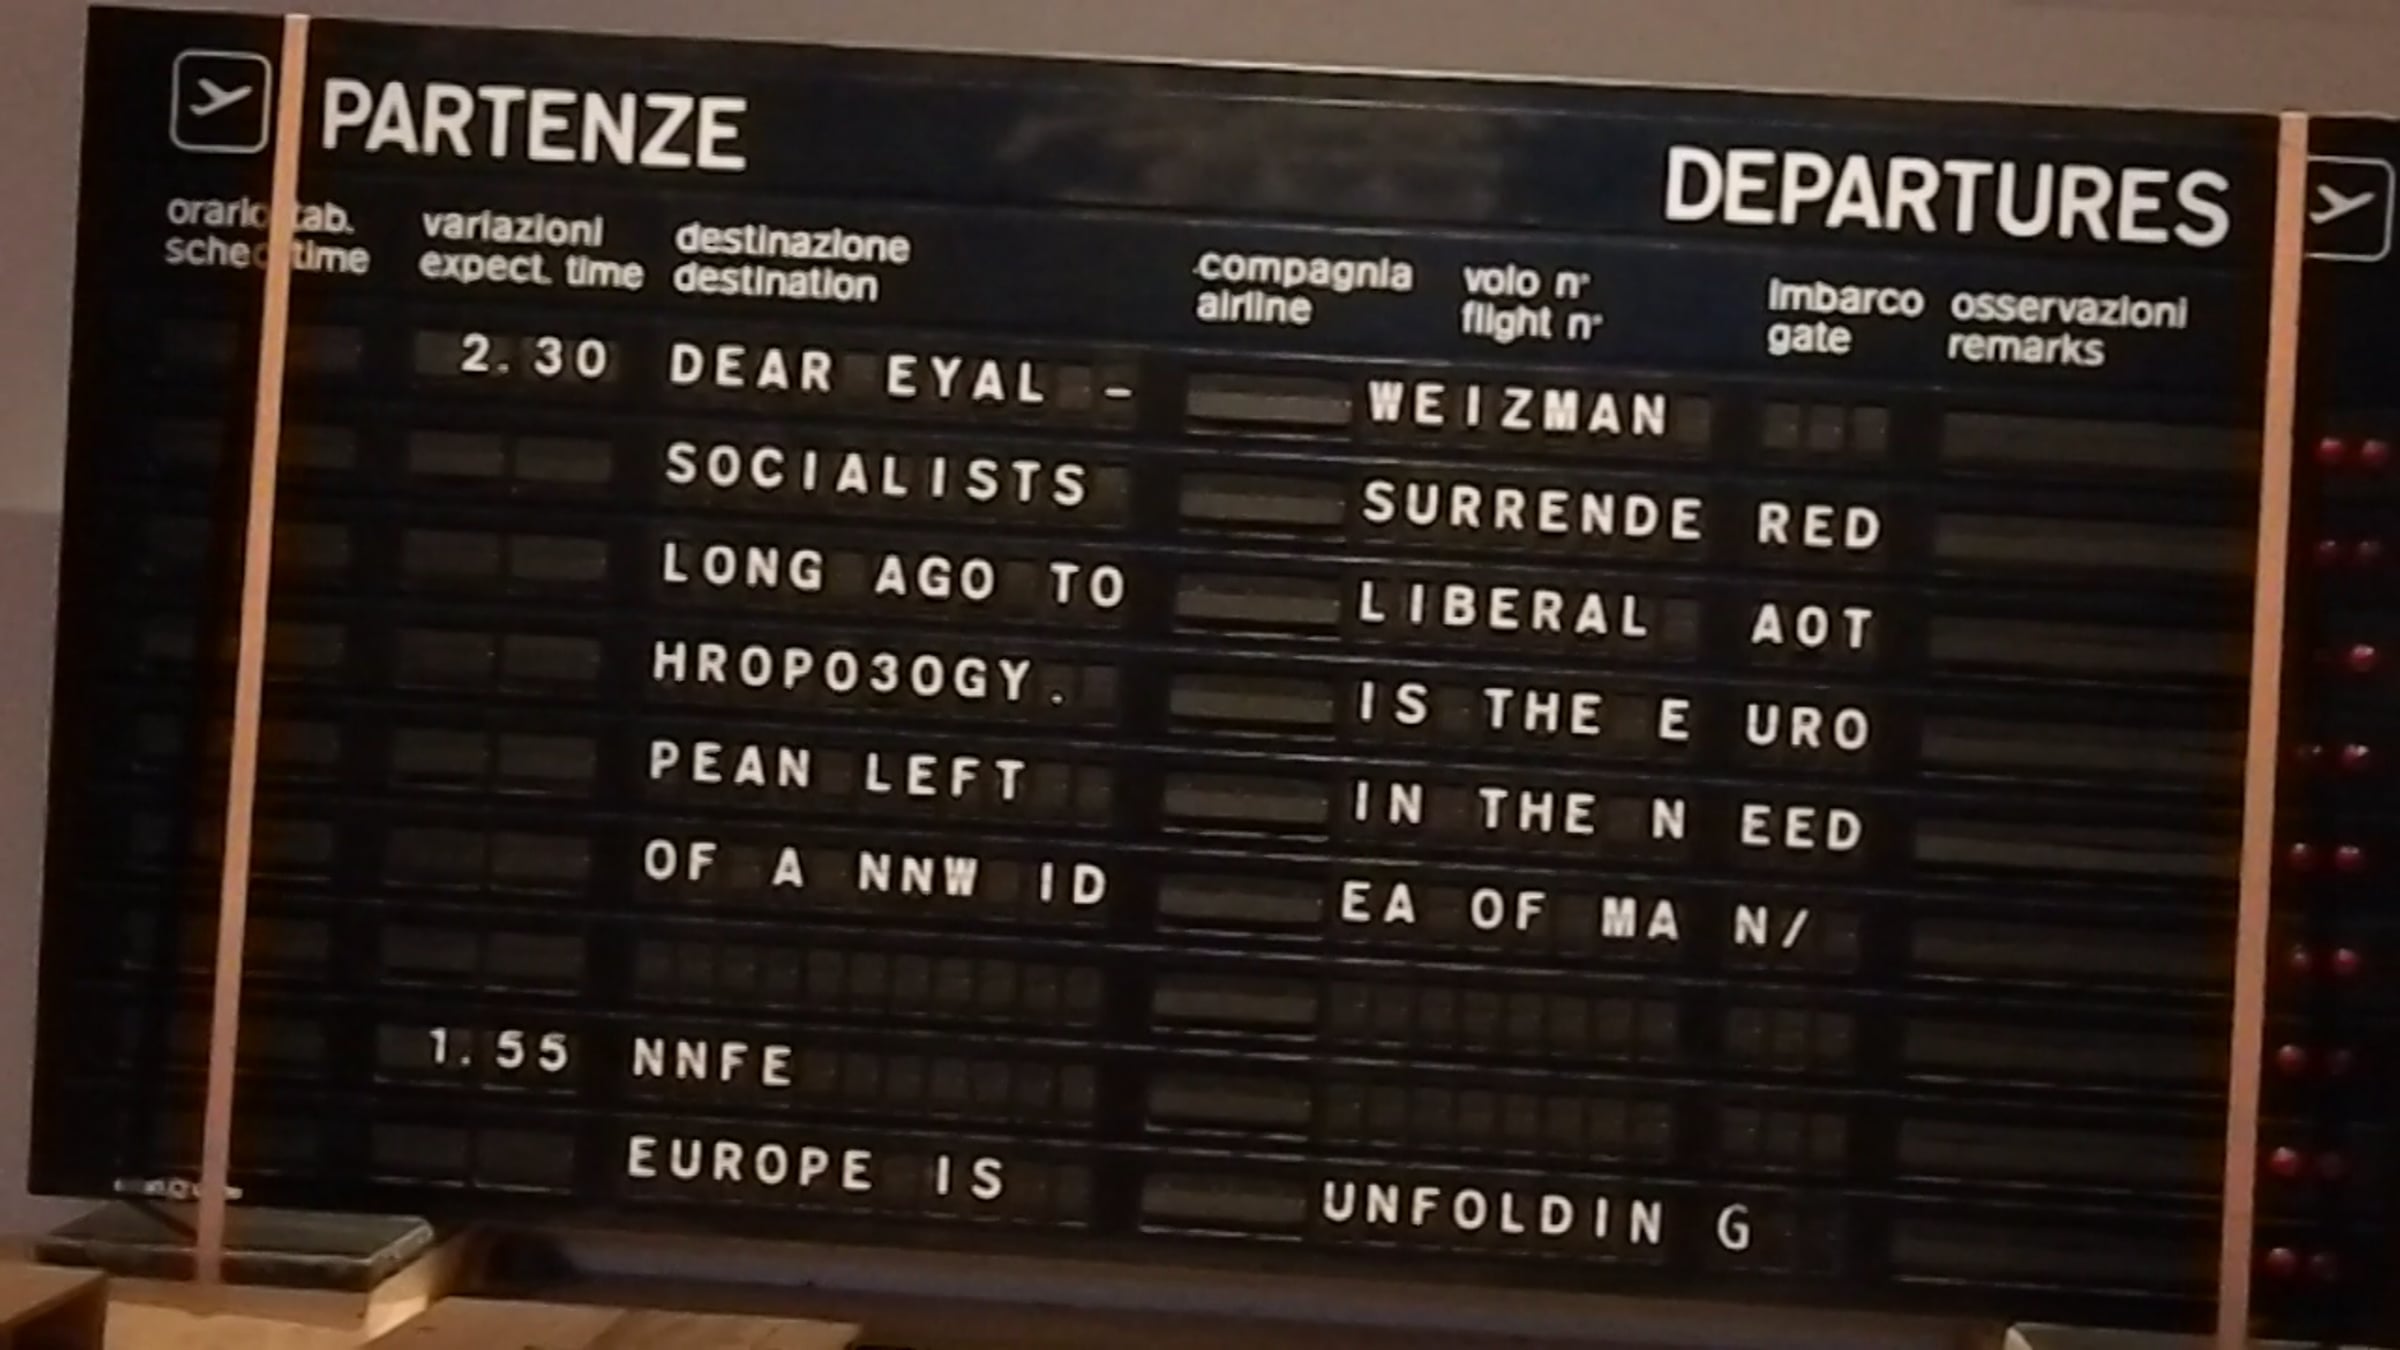 PARTENZE DEPARTURES
orario tab. variazioni destinazione compagnia volo n° imbarco osservazioni
sched time expect. time destination airline flight n° gate remarks
2.30 DEAR EYAL - WEIZMAN
SOCIALISTS SURRENDE RED
LONG AGO TO LIBERAL AOT
HROPO3OGY. IS THE E URO
PEAN LEFT IN THE N EED
OF A NNW ID EA OF MA N/
1.55 NNFE
EUROPE IS UNFOLDIN G